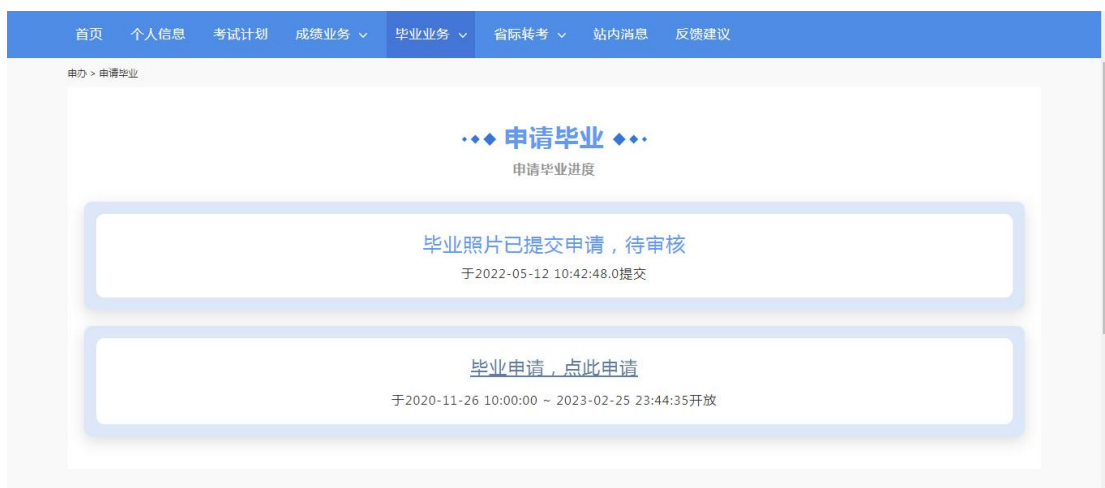 首页 个人信息 考试计划 成绩业务 毕业业务 省际转考 站内消息 反馈建议
申办 > 申请毕业
申请毕业
申请毕业进度
毕业照片已提交申请，待审核
于2022-05-12 10:42:48.0提交
毕业申请，点此申请
于2020-11-26 10:00:00 ~ 2023-02-25 23:44:35开放